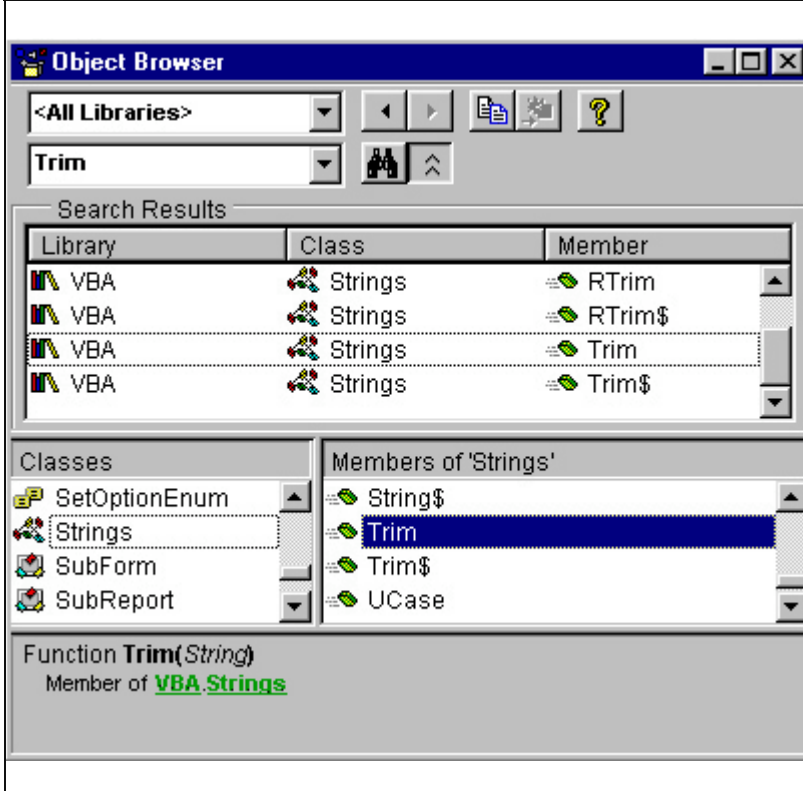 Object Browser
<All Libraries>
Trim
Search Results
Library Class Member
VBA Strings RTrim
VBA Strings RTrim$
VBA Strings Trim
VBA Strings Trim$
Classes
SetOptionEnum
Strings
SubForm
SubReport
Members of 'Strings'
String$
Trim
Trim$
UCase
Function Trim(String)
Member of VBA.Strings